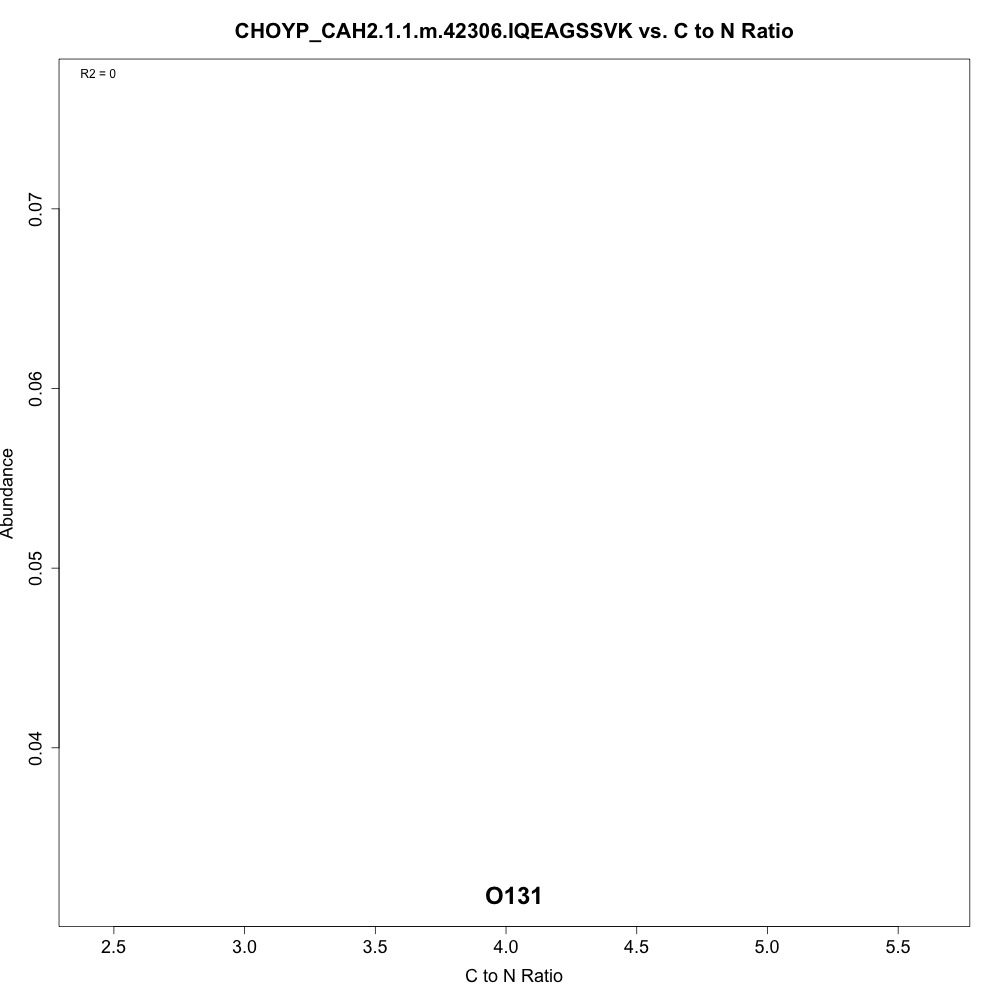 CHOYP_CAH2.1.1.m.42306.IQEAGSSVK vs. C to N Ratio
R2 = 0
0.07
0.06
0.05
0.04
Abundance
O131
2.5 3.0 3.5 4.0 4.5 5.0 5.5
C to N Ratio